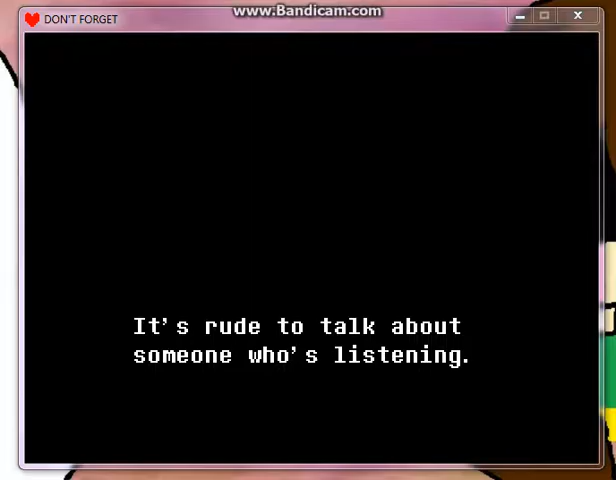 www.Bandicam.com
DON'T FORGET
It's rude to talk about
someone who's listening.